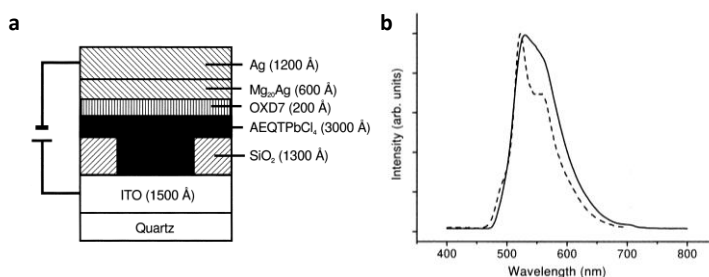 a
Ag (1200 Å)
Mg₂₀Ag (600 Å)
OXD7 (200 Å)
AEQTPbCl₄ (3000 Å)
SiO₂ (1300 Å)
ITO (1500 Å)
Quartz
b
Intensity (arb. units)
400 500 600 700 800
Wavelength (nm)